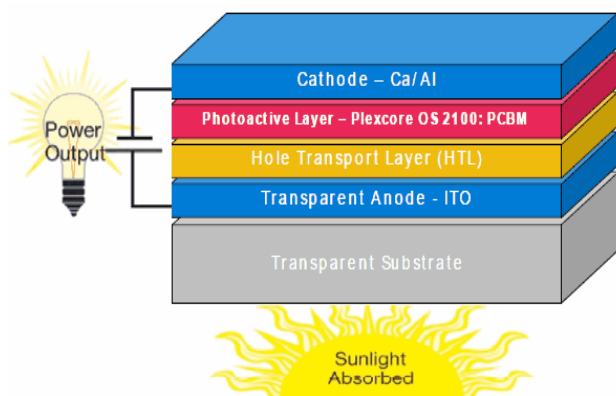 Cathode – Ca/Al
Photoactive Layer – Plexcore OS 2100: PCBM
Power
Output
Hole Transport Layer (HTL)
Transparent Anode - ITO
Transparent Substrate
Sunlight
Absorbed